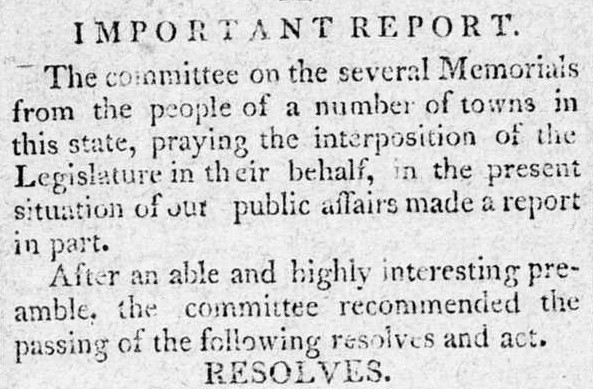 IMPORTANT REPORT.
The committee on the several Memorials
from the people of a number of towns in
this state, praying the interposition of the
Legislature in their behalf, in the present
situation of our public affairs made a report
in part.
After an able and highly interesting pre-
amble, the committee recommended the
passing of the following resolves and act.
RESOLVES.